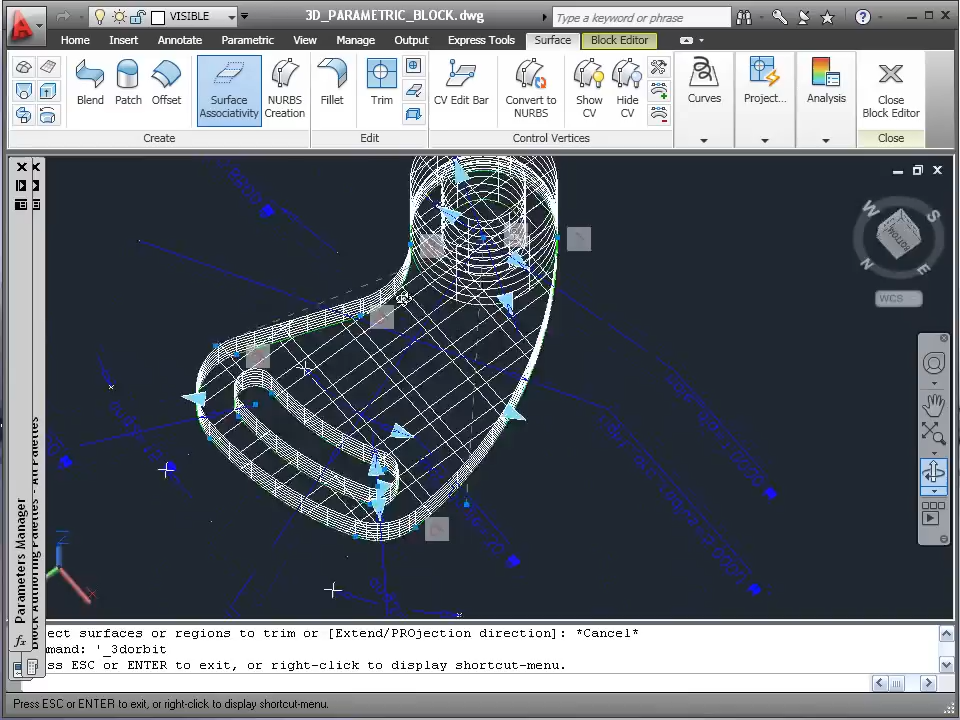 VISIBLE
3D_PARAMETRIC_BLOCK.dwg
Type a keyword or phrase
Home Insert Annotate Parametric View Manage Output Express Tools Surface Block Editor
Blend
Patch
Offset
Surface
Associativity
NURBS
Creation
Fillet
Trim
CV Edit Bar
Convert to
NURBS
Show
CV
Hide
CV
Curves
Project...
Analysis
Close
Block Editor
Create
Edit
Control Vertices
Close
W
S
N
E
BOTTOM
WCS
Parameters Manager
Block Authoring Palettes - All Palettes
Z
X
ect surfaces or regions to trim or [Extend/PROjection direction]: *Cancel*
mmand: '_3dorbit
ss ESC or ENTER to exit, or right-click to display shortcut-menu.
Press ESC or ENTER to exit, or right-click to display shortcut-menu.